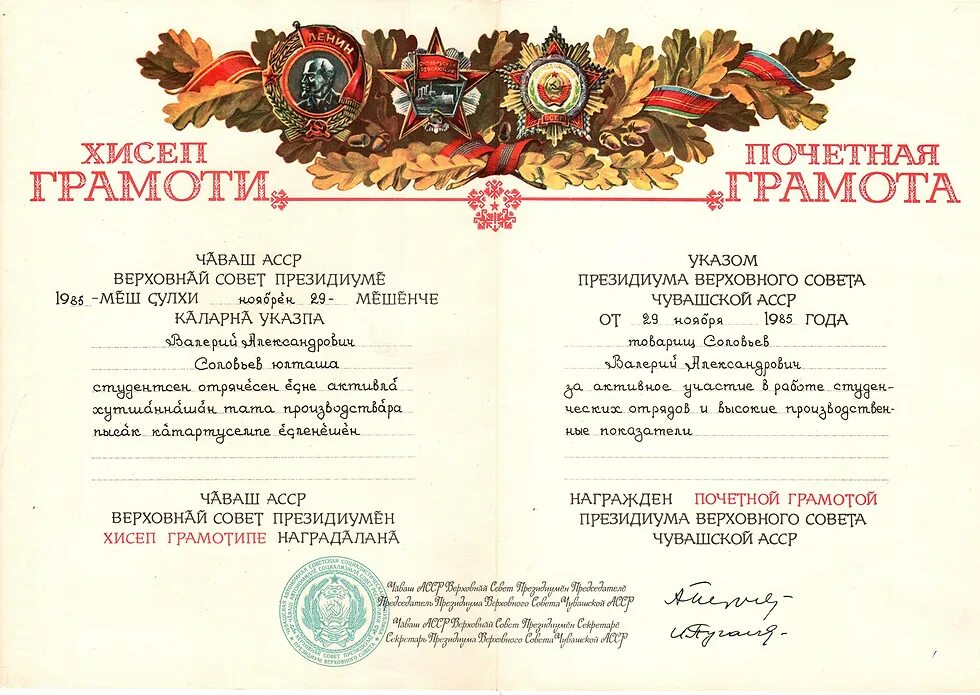 ЛЕНИН
ОКТЯБРЬСКАЯ
РЕВОЛЮЦИЯ
СССР
ХИСЕП
ГРАМОТИ
ЧӐВАШ АССР
ВЕРХОВНӐЙ СОВЕТ ПРЕЗИДИУМӖ
1985 -МӖШ ҪУЛХИ ноябрӗн 29- МӖШӖНЧЕ
КӐЛАРНӐ УКАЗПА
Валерий Александрович
Соловьев юлташа
студентсен отрячӗсен ӗҫне активлӑ
хутшӑннӑшӑн тата производствӑра
пысӑк кӑтартусемпе ӗҫленӗшӗн
ЧӐВАШ АССР
ВЕРХОВНӐЙ СОВЕТ ПРЕЗИДИУМӖН
ХИСЕП ГРАМОТИПЕ НАГРАДӐЛАНӐ
ПОЧЕТНАЯ
ГРАМОТА
УКАЗОМ
ПРЕЗИДИУМА ВЕРХОВНОГО СОВЕТА
ЧУВАШСКОЙ АССР
ОТ 29 ноября 1985 ГОДА
товарищ Соловьев
Валерий Александрович
за активное участие в работе студен-
ческих отрядов и высокие производствен-
ные показатели
НАГРАЖДЕН ПОЧЕТНОЙ ГРАМОТОЙ
ПРЕЗИДИУМА ВЕРХОВНОГО СОВЕТА
ЧУВАШСКОЙ АССР
Чӑваш АССР Верховнӑй Совет Президиумӗн Председателӗ
Председатель Президиума Верховного Совета Чувашской АССР
Чӑваш АССР Верховнӑй Совет Президиумӗн Секретарӗ
Секретарь Президиума Верховного Совета Чувашской АССР